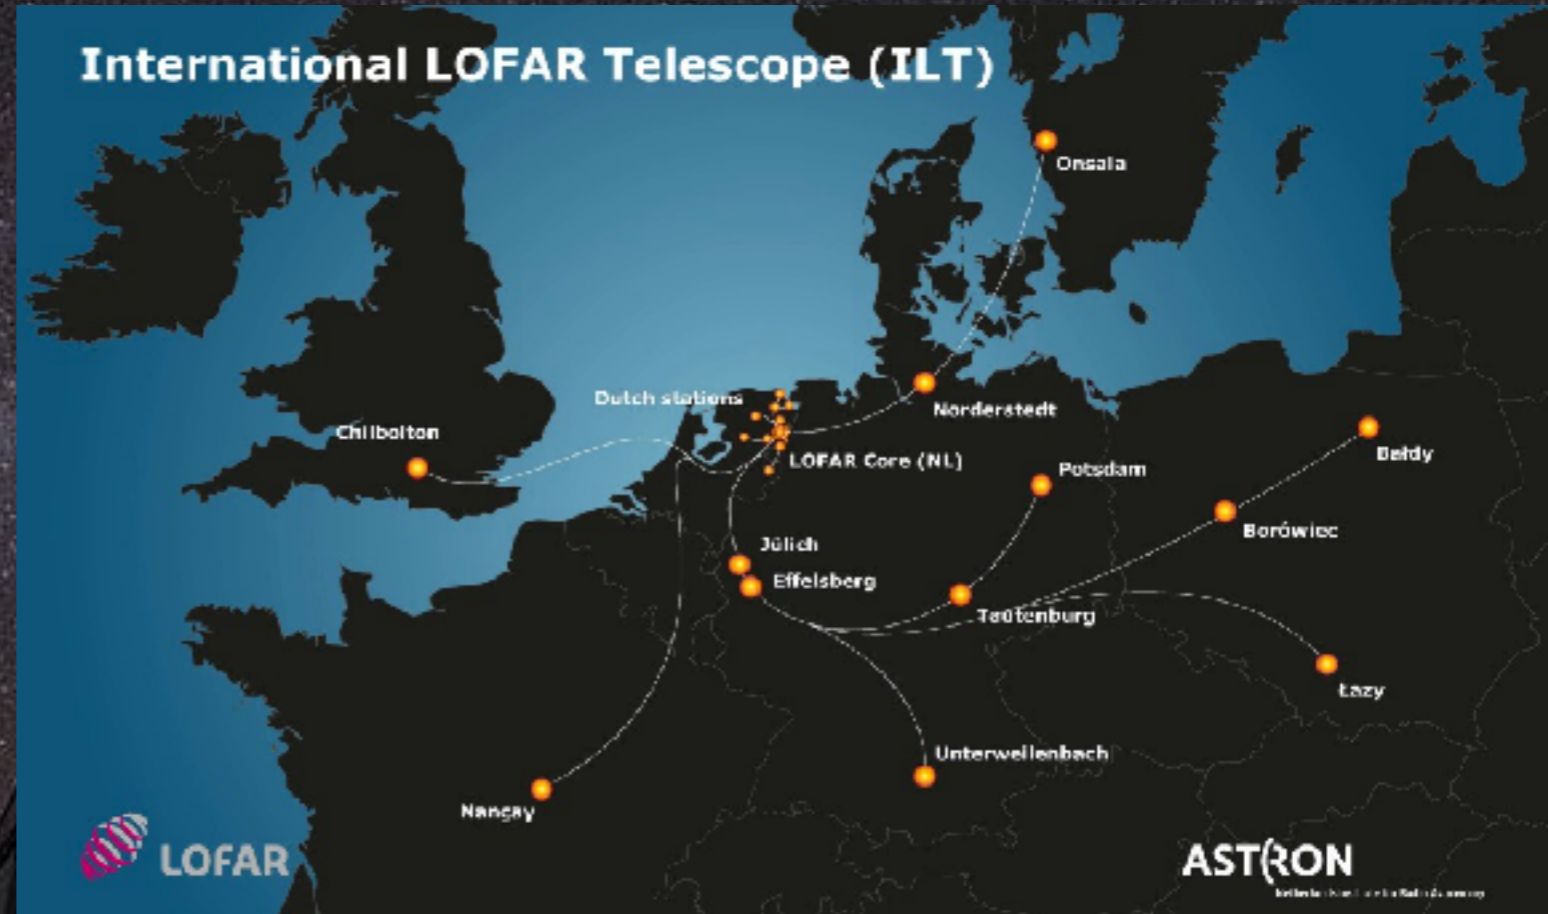 International LOFAR Telescope (ILT)
Onsala
Dutch stations
Norderstedt
Chilbolton
LOFAR Core (NL)
Potsdam
Bałdy
Borówiec
Jülich
Effelsberg
Tautenburg
Łazy
Unterweilenbach
Nançay
LOFAR
ASTRON